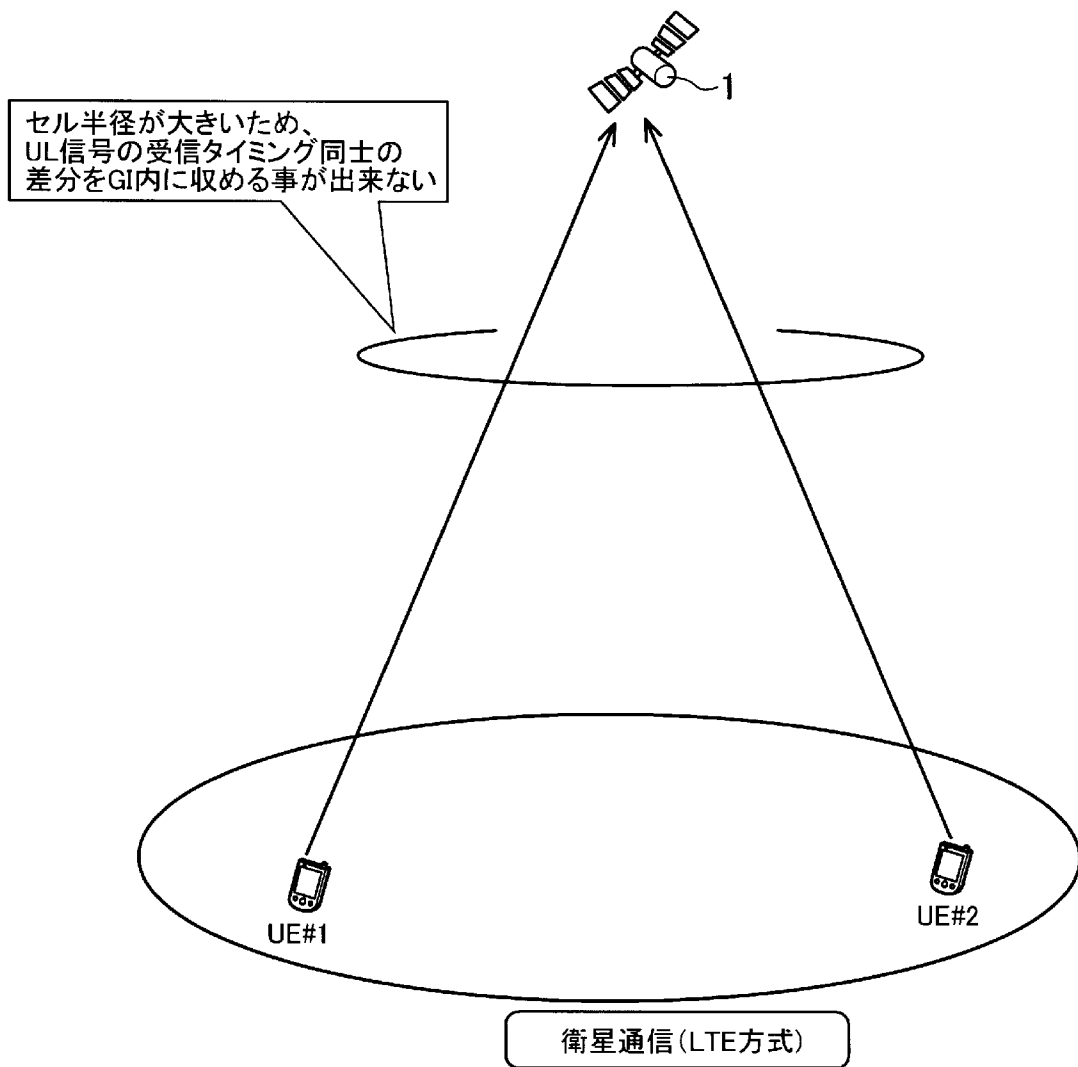 1
セル半径が大きいため、
UL信号の受信タイミング同士の
差分をGI内に収める事が出来ない
UE#1
UE#2
衛星通信(LTE方式)